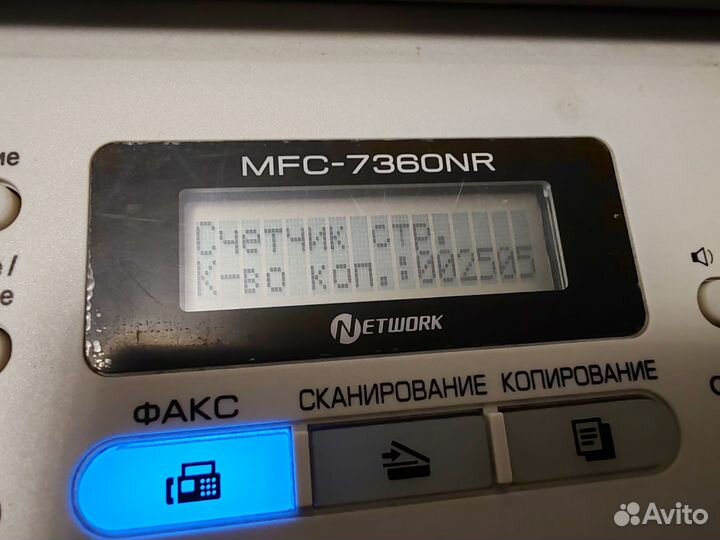 MFC-7360NR
Счетчик стр.
К-во коп.:002505
NETWORK
ФАКС
СКАНИРОВАНИЕ
КОПИРОВАНИЕ
Avito